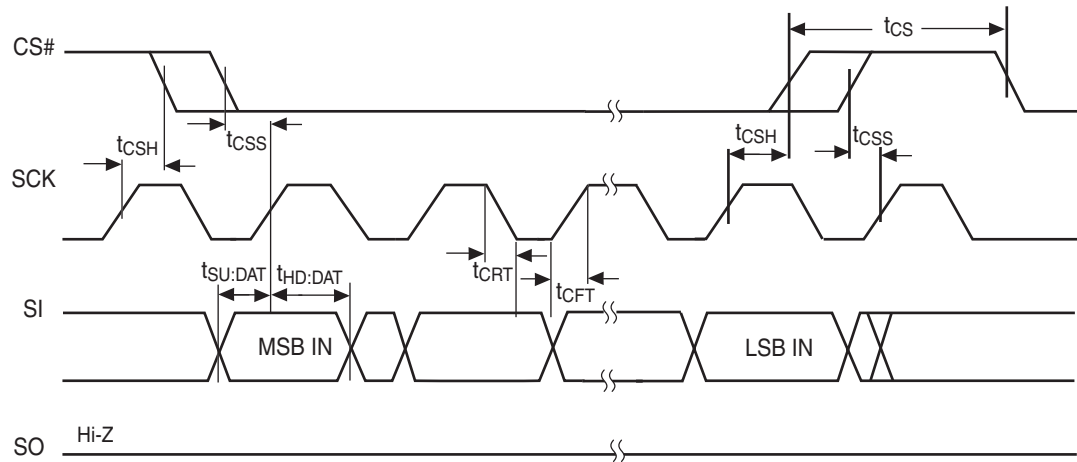 CS#
tCS
tCSH
tCSS
tCSH
tCSS
SCK
tCRT
tCFT
tSU:DAT
tHD:DAT
SI
MSB IN
LSB IN
SO
Hi-Z